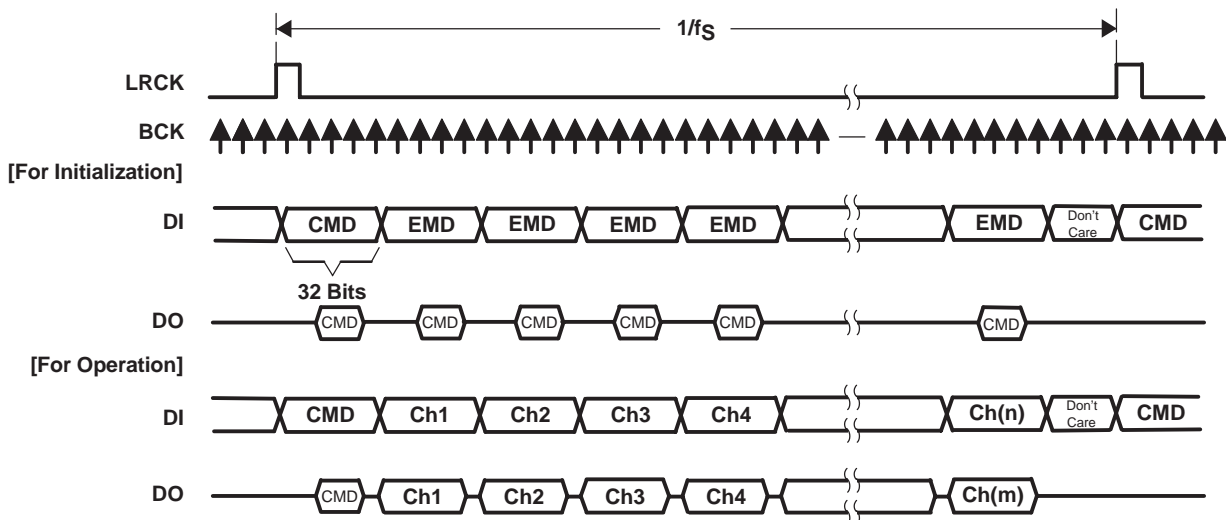 1/fS
LRCK
BCK
[For Initialization]
DI CMD EMD EMD EMD EMD EMD Don't Care CMD
32 Bits
DO CMD CMD CMD CMD CMD CMD
[For Operation]
DI CMD Ch1 Ch2 Ch3 Ch4 Ch(n) Don't Care CMD
DO CMD Ch1 Ch2 Ch3 Ch4 Ch(m)